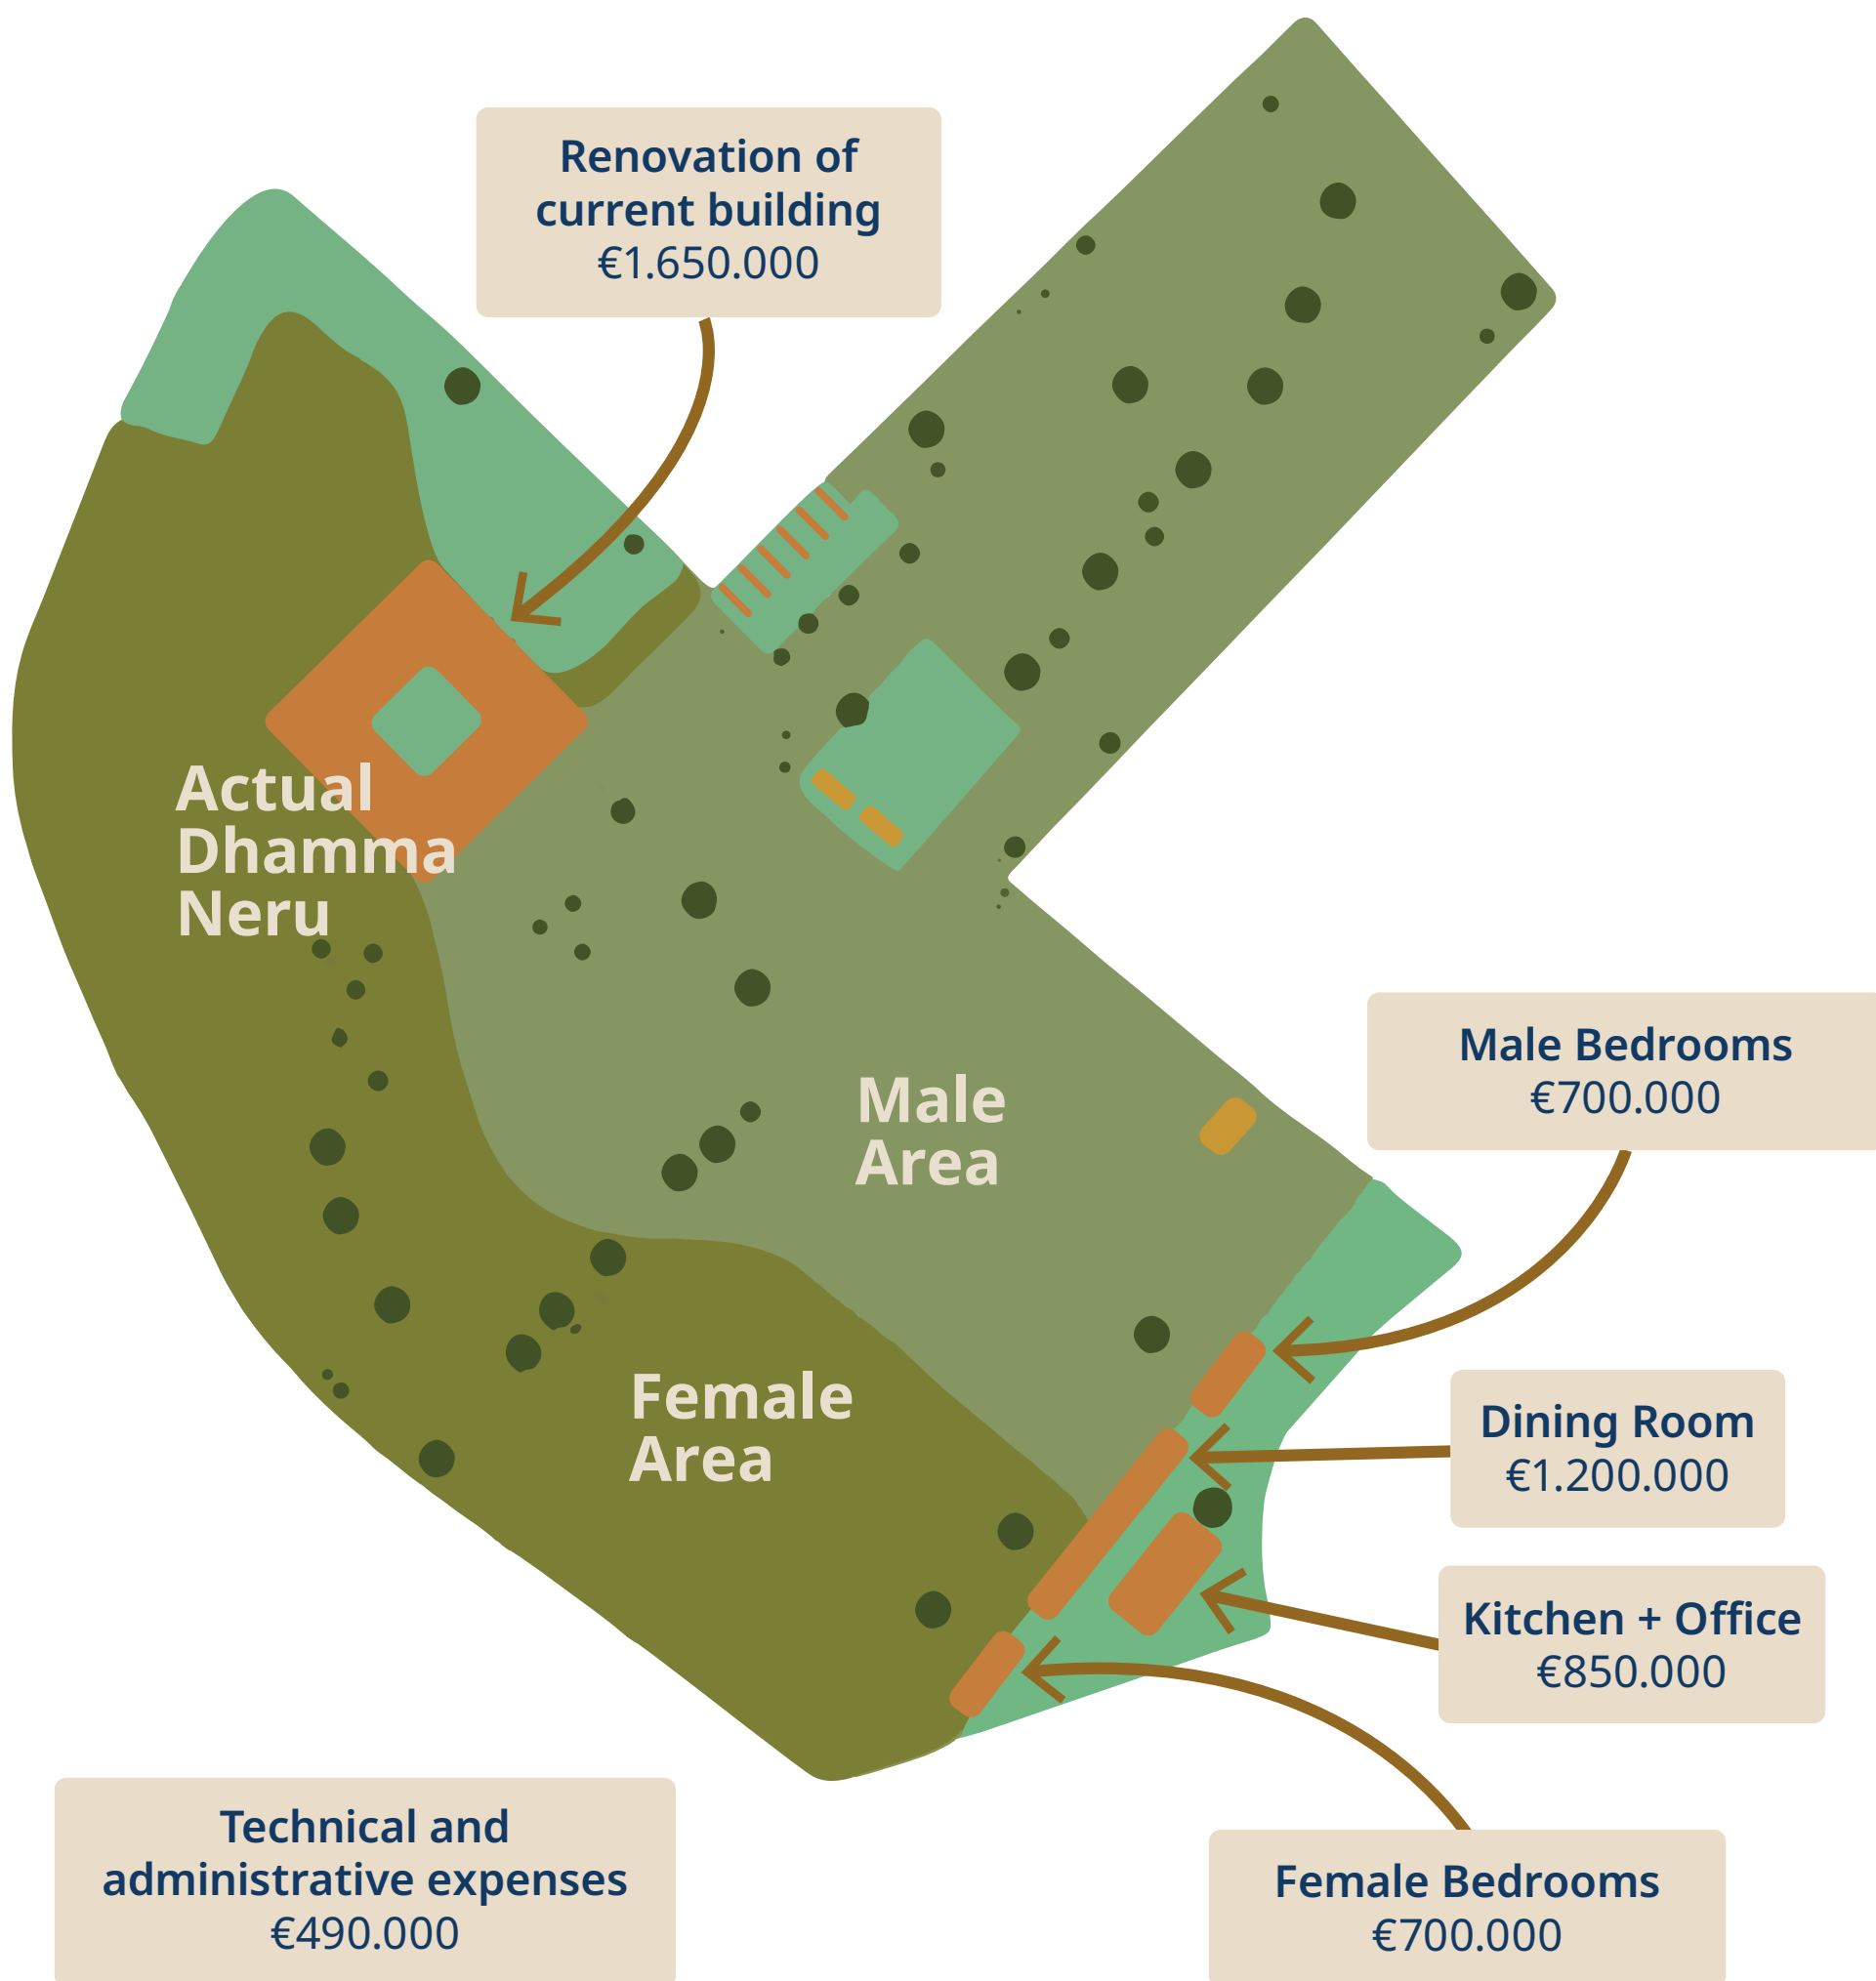 Renovation of
current building
€1.650.000
Actual
Dhamma
Neru
Male
Area
Male Bedrooms
€700.000
Dining Room
€1.200.000
Female
Area
Kitchen + Office
€850.000
Technical and
administrative expenses
€490.000
Female Bedrooms
€700.000